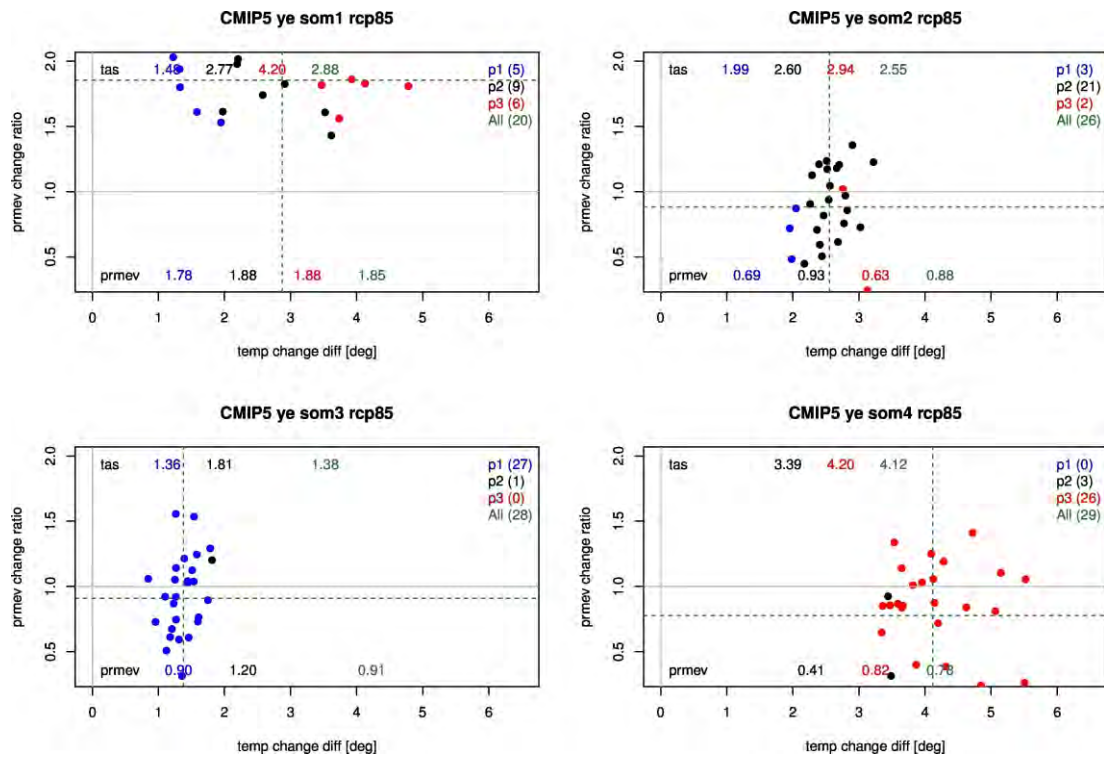 CMIP5 ye som1 rcp85
prmev change ratio
2.0
1.5
1.0
0.5
tas 1.48 2.77 4.20 2.88
p1 (5)
p2 (9)
p3 (6)
All (20)
prmev 1.78 1.88 1.88 1.85
0 1 2 3 4 5 6
temp change diff [deg]
CMIP5 ye som2 rcp85
prmev change ratio
2.0
1.5
1.0
0.5
tas 1.99 2.60 2.94 2.55
p1 (3)
p2 (21)
p3 (2)
All (26)
prmev 0.69 0.93 0.63 0.88
0 1 2 3 4 5 6
temp change diff [deg]
CMIP5 ye som3 rcp85
prmev change ratio
2.0
1.5
1.0
0.5
tas 1.36 1.81 1.38
p1 (27)
p2 (1)
p3 (0)
All (28)
prmev 0.90 1.20 0.91
0 1 2 3 4 5 6
temp change diff [deg]
CMIP5 ye som4 rcp85
prmev change ratio
2.0
1.5
1.0
0.5
tas 3.39 4.20 4.12
p1 (0)
p2 (3)
p3 (26)
All (29)
prmev 0.41 0.82 0.78
0 1 2 3 4 5 6
temp change diff [deg]